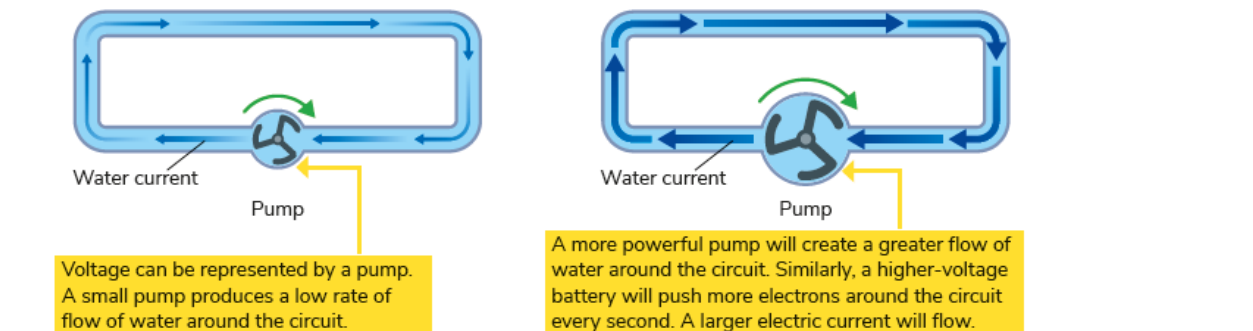 Water current
Pump
Voltage can be represented by a pump.
A small pump produces a low rate of
flow of water around the circuit.
Water current
Pump
A more powerful pump will create a greater flow of
water around the circuit. Similarly, a higher-voltage
battery will push more electrons around the circuit
every second. A larger electric current will flow.